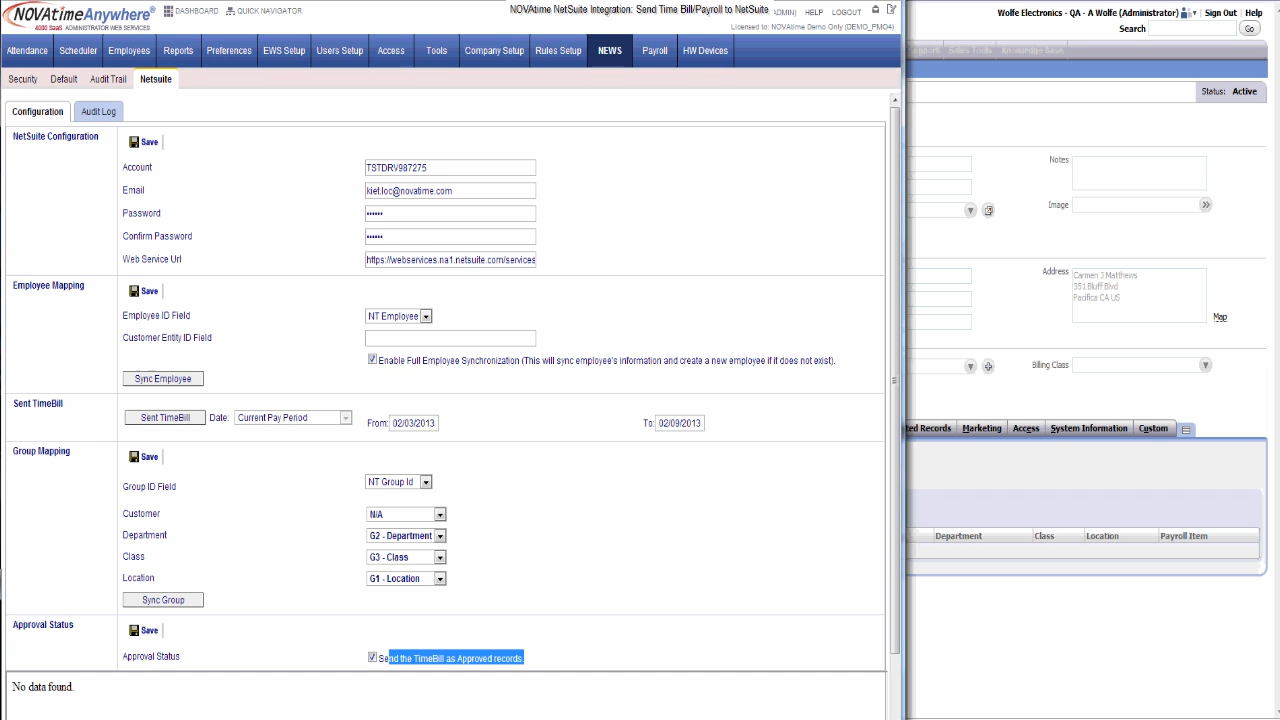 NOVAtimeAnywhere®
4000 SaaS ADMINISTRATOR WEB SERVICES
DASHBOARD
QUICK NAVIGATOR
NOVAtime NetSuite Integration: Send Time Bill/Payroll to NetSuite
ADMIN|
HELP
LOGOUT
Licensed to: NOVAtime Demo Only (DEMO_PMO4)
Attendance
Scheduler
Employees
Reports
Preferences
EWS Setup
Users Setup
Access
Tools
Company Setup
Rules Setup
NEWS
Payroll
HW Devices
Security
Default
Audit Trail
Netsuite
Configuration
Audit Log
NetSuite Configuration
Save
Account
TSTDRV987275
Email
kiet.loc@novatime.com
Password
••••••
Confirm Password
••••••
Web Service Url
https://webservices.na1.netsuite.com/services
Employee Mapping
Save
Employee ID Field
NT Employee
Customer Entity ID Field
Enable Full Employee Synchronization (This will sync employee's information and create a new employee if it does not exist).
Sync Employee
Sent TimeBill
Sent TimeBill
Date:
Current Pay Period
From:
02/03/2013
To:
02/09/2013
Group Mapping
Save
Group ID Field
NT Group Id
Customer
N/A
Department
G2 - Department
Class
G3 - Class
Location
G1 - Location
Sync Group
Approval Status
Save
Approval Status
Send the TimeBill as Approved records.
No data found.
Wolfe Electronics - QA - A Wolfe (Administrator)
Sign Out
Help
Search
Go
Support
Sales Tools
Knowledge Base
Status: Active
Notes
Image
Address
Carmen J Matthews
351 Bluff Blvd
Pacifica CA US
Map
Billing Class
ted Records
Marketing
Access
System Information
Custom
Department
Class
Location
Payroll Item